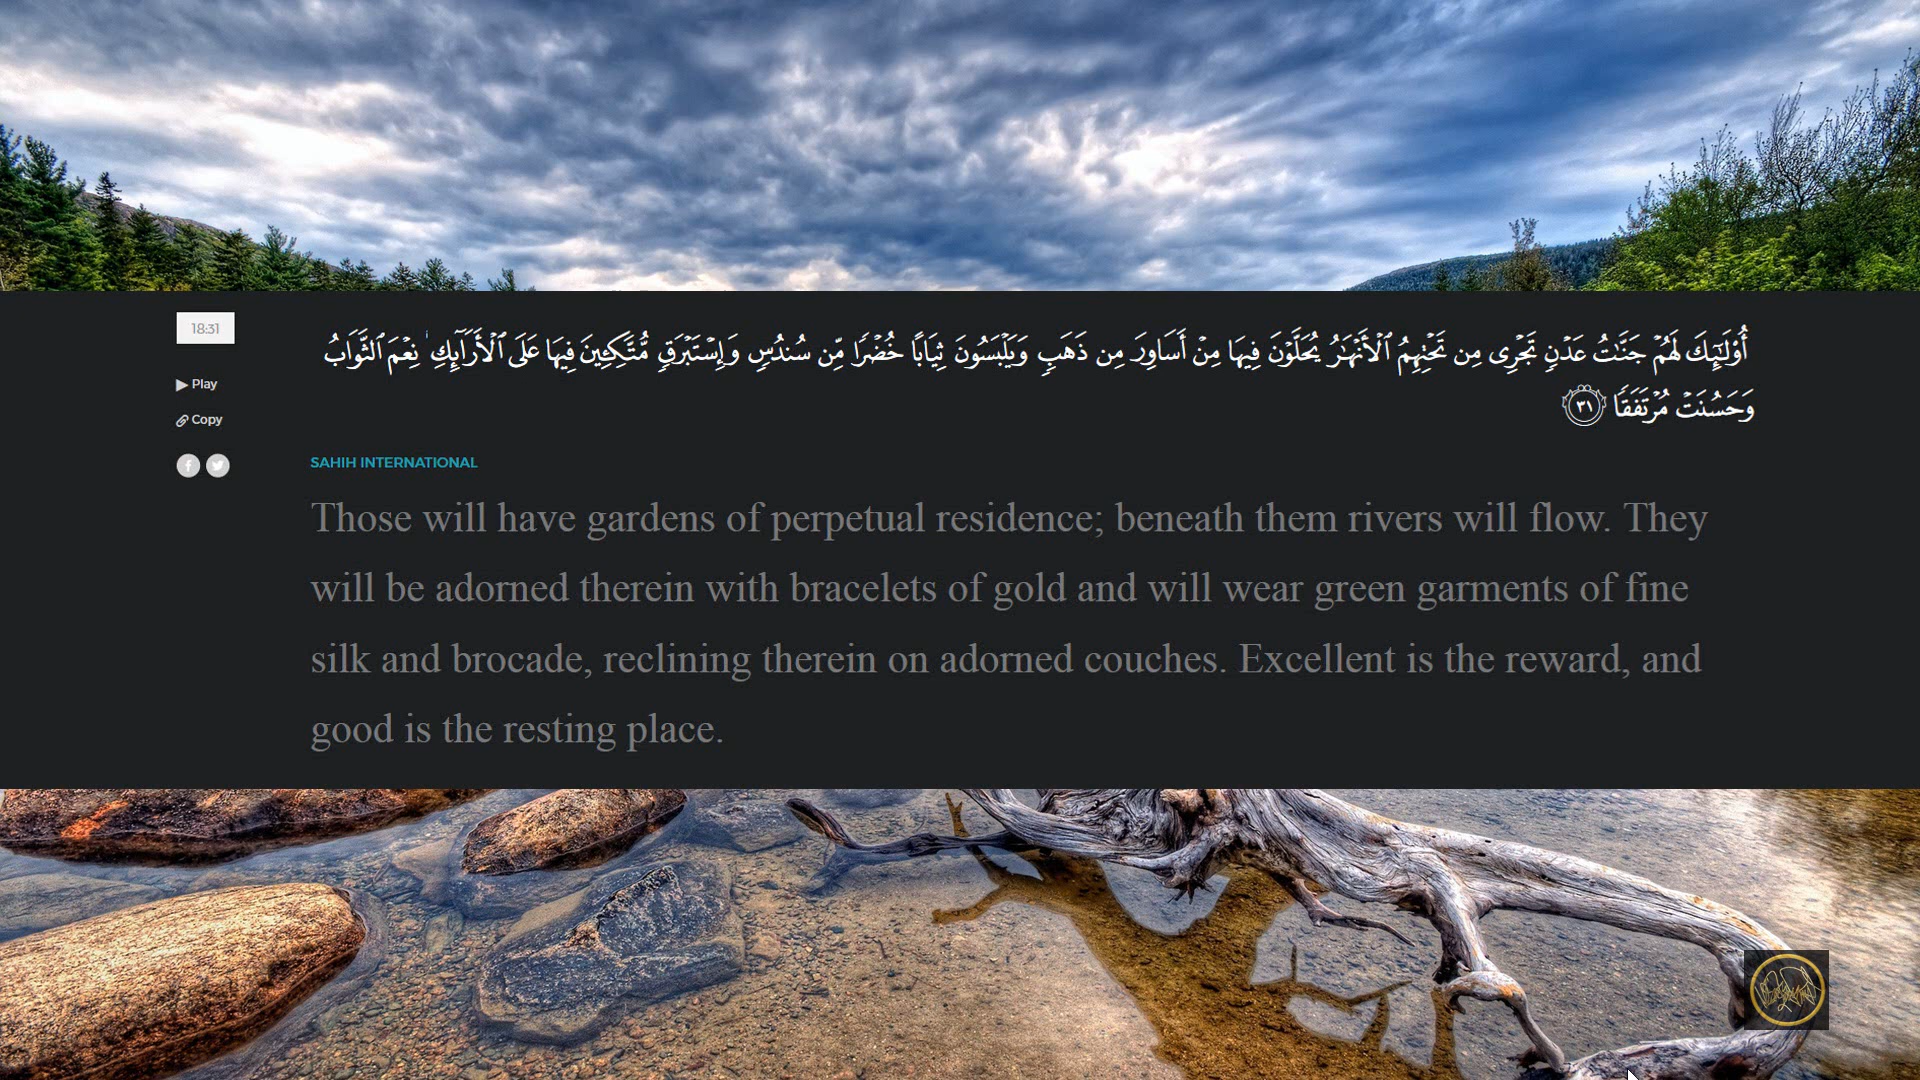 18:31
أُو۟لَـٰٓئِكَ لَهُمْ جَنَّـٰتُ عَدْنٍ تَجْرِى مِن تَحْتِهِمُ ٱلْأَنْهَـٰرُ يُحَلَّوْنَ فِيهَا مِنْ أَسَاوِرَ مِن ذَهَبٍ وَيَلْبَسُونَ ثِيَابًا خُضْرًا مِّن سُندُسٍ وَإِسْتَبْرَقٍ مُّتَّكِـِٔينَ فِيهَا عَلَى ٱلْأَرَآئِكِ ۚ نِعْمَ ٱلثَّوَابُ
وَحَسُنَتْ مُرْتَفَقًا ٣١
Play
Copy
SAHIH INTERNATIONAL
Those will have gardens of perpetual residence; beneath them rivers will flow. They
will be adorned therein with bracelets of gold and will wear green garments of fine
silk and brocade, reclining therein on adorned couches. Excellent is the reward, and
good is the resting place.